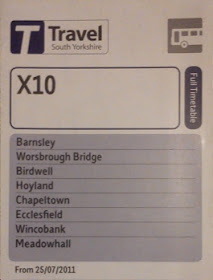 T Travel
South Yorkshire
X10
Full Timetable
Barnsley
Worsbrough Bridge
Birdwell
Hoyland
Chapeltown
Ecclesfield
Wincobank
Meadowhall
From 25/07/2011